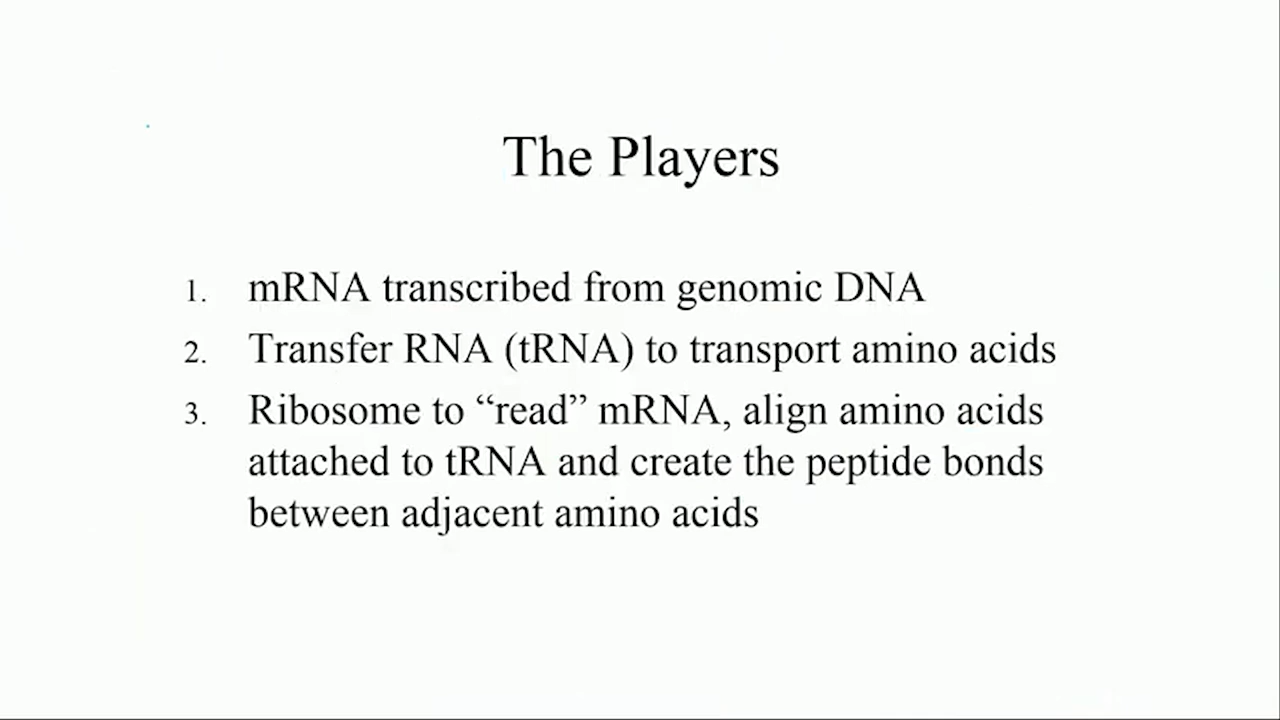 The Players
1. mRNA transcribed from genomic DNA
2. Transfer RNA (tRNA) to transport amino acids
3. Ribosome to “read” mRNA, align amino acids
attached to tRNA and create the peptide bonds
between adjacent amino acids